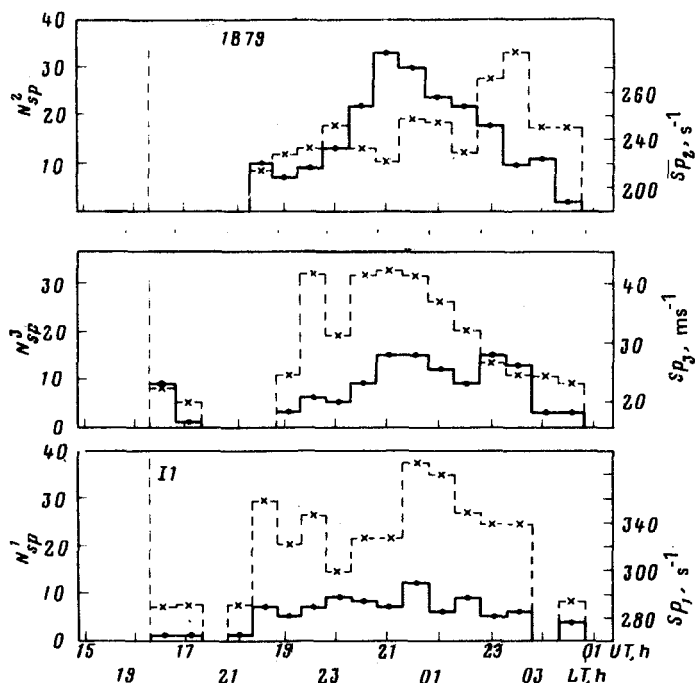 40
30
20
10
N²sp
1B79
260
240
220
200
S̄p₂, s⁻¹
30
20
10
0
N³sp
40
30
20
Sp₃, ms⁻¹
40
30
20
10
0
N¹sp
I1
340
300
280
Sp₁, s⁻¹
15 17 19 21 23 01 UT, h
19 21 23 01 03 LT, h